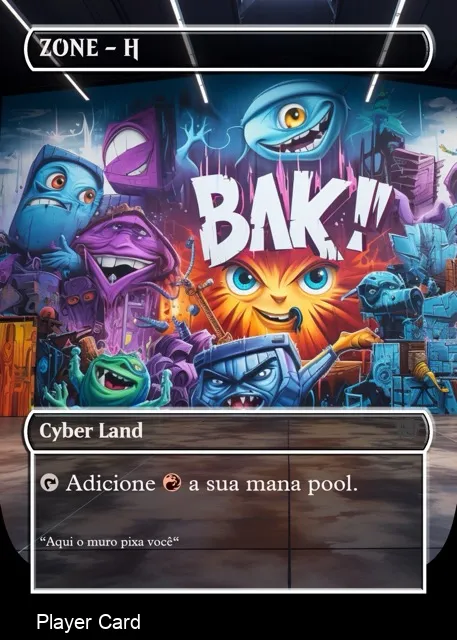 ZONE - H
BAK!!
Cyber Land
Adicione a sua mana pool.
“Aqui o muro pixa você“
Player Card